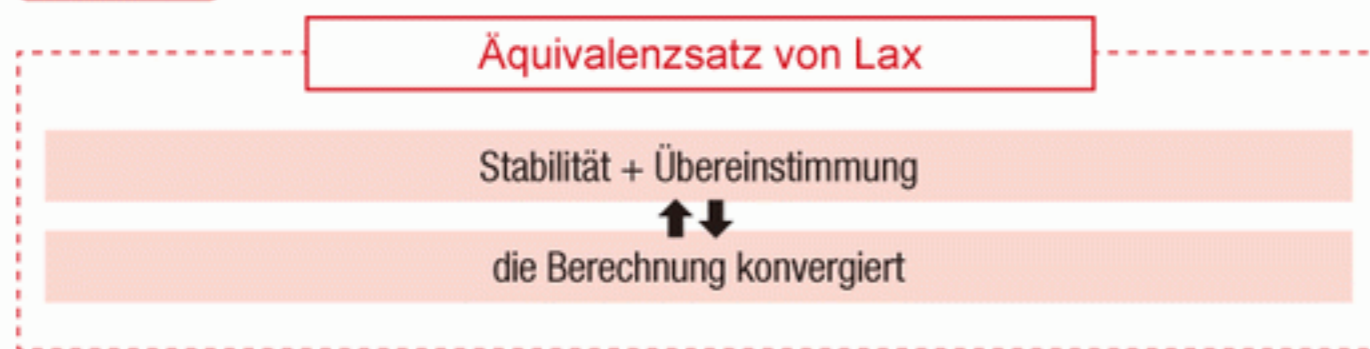 Äquivalenzsatz von Lax
Stabilität + Übereinstimmung
die Berechnung konvergiert